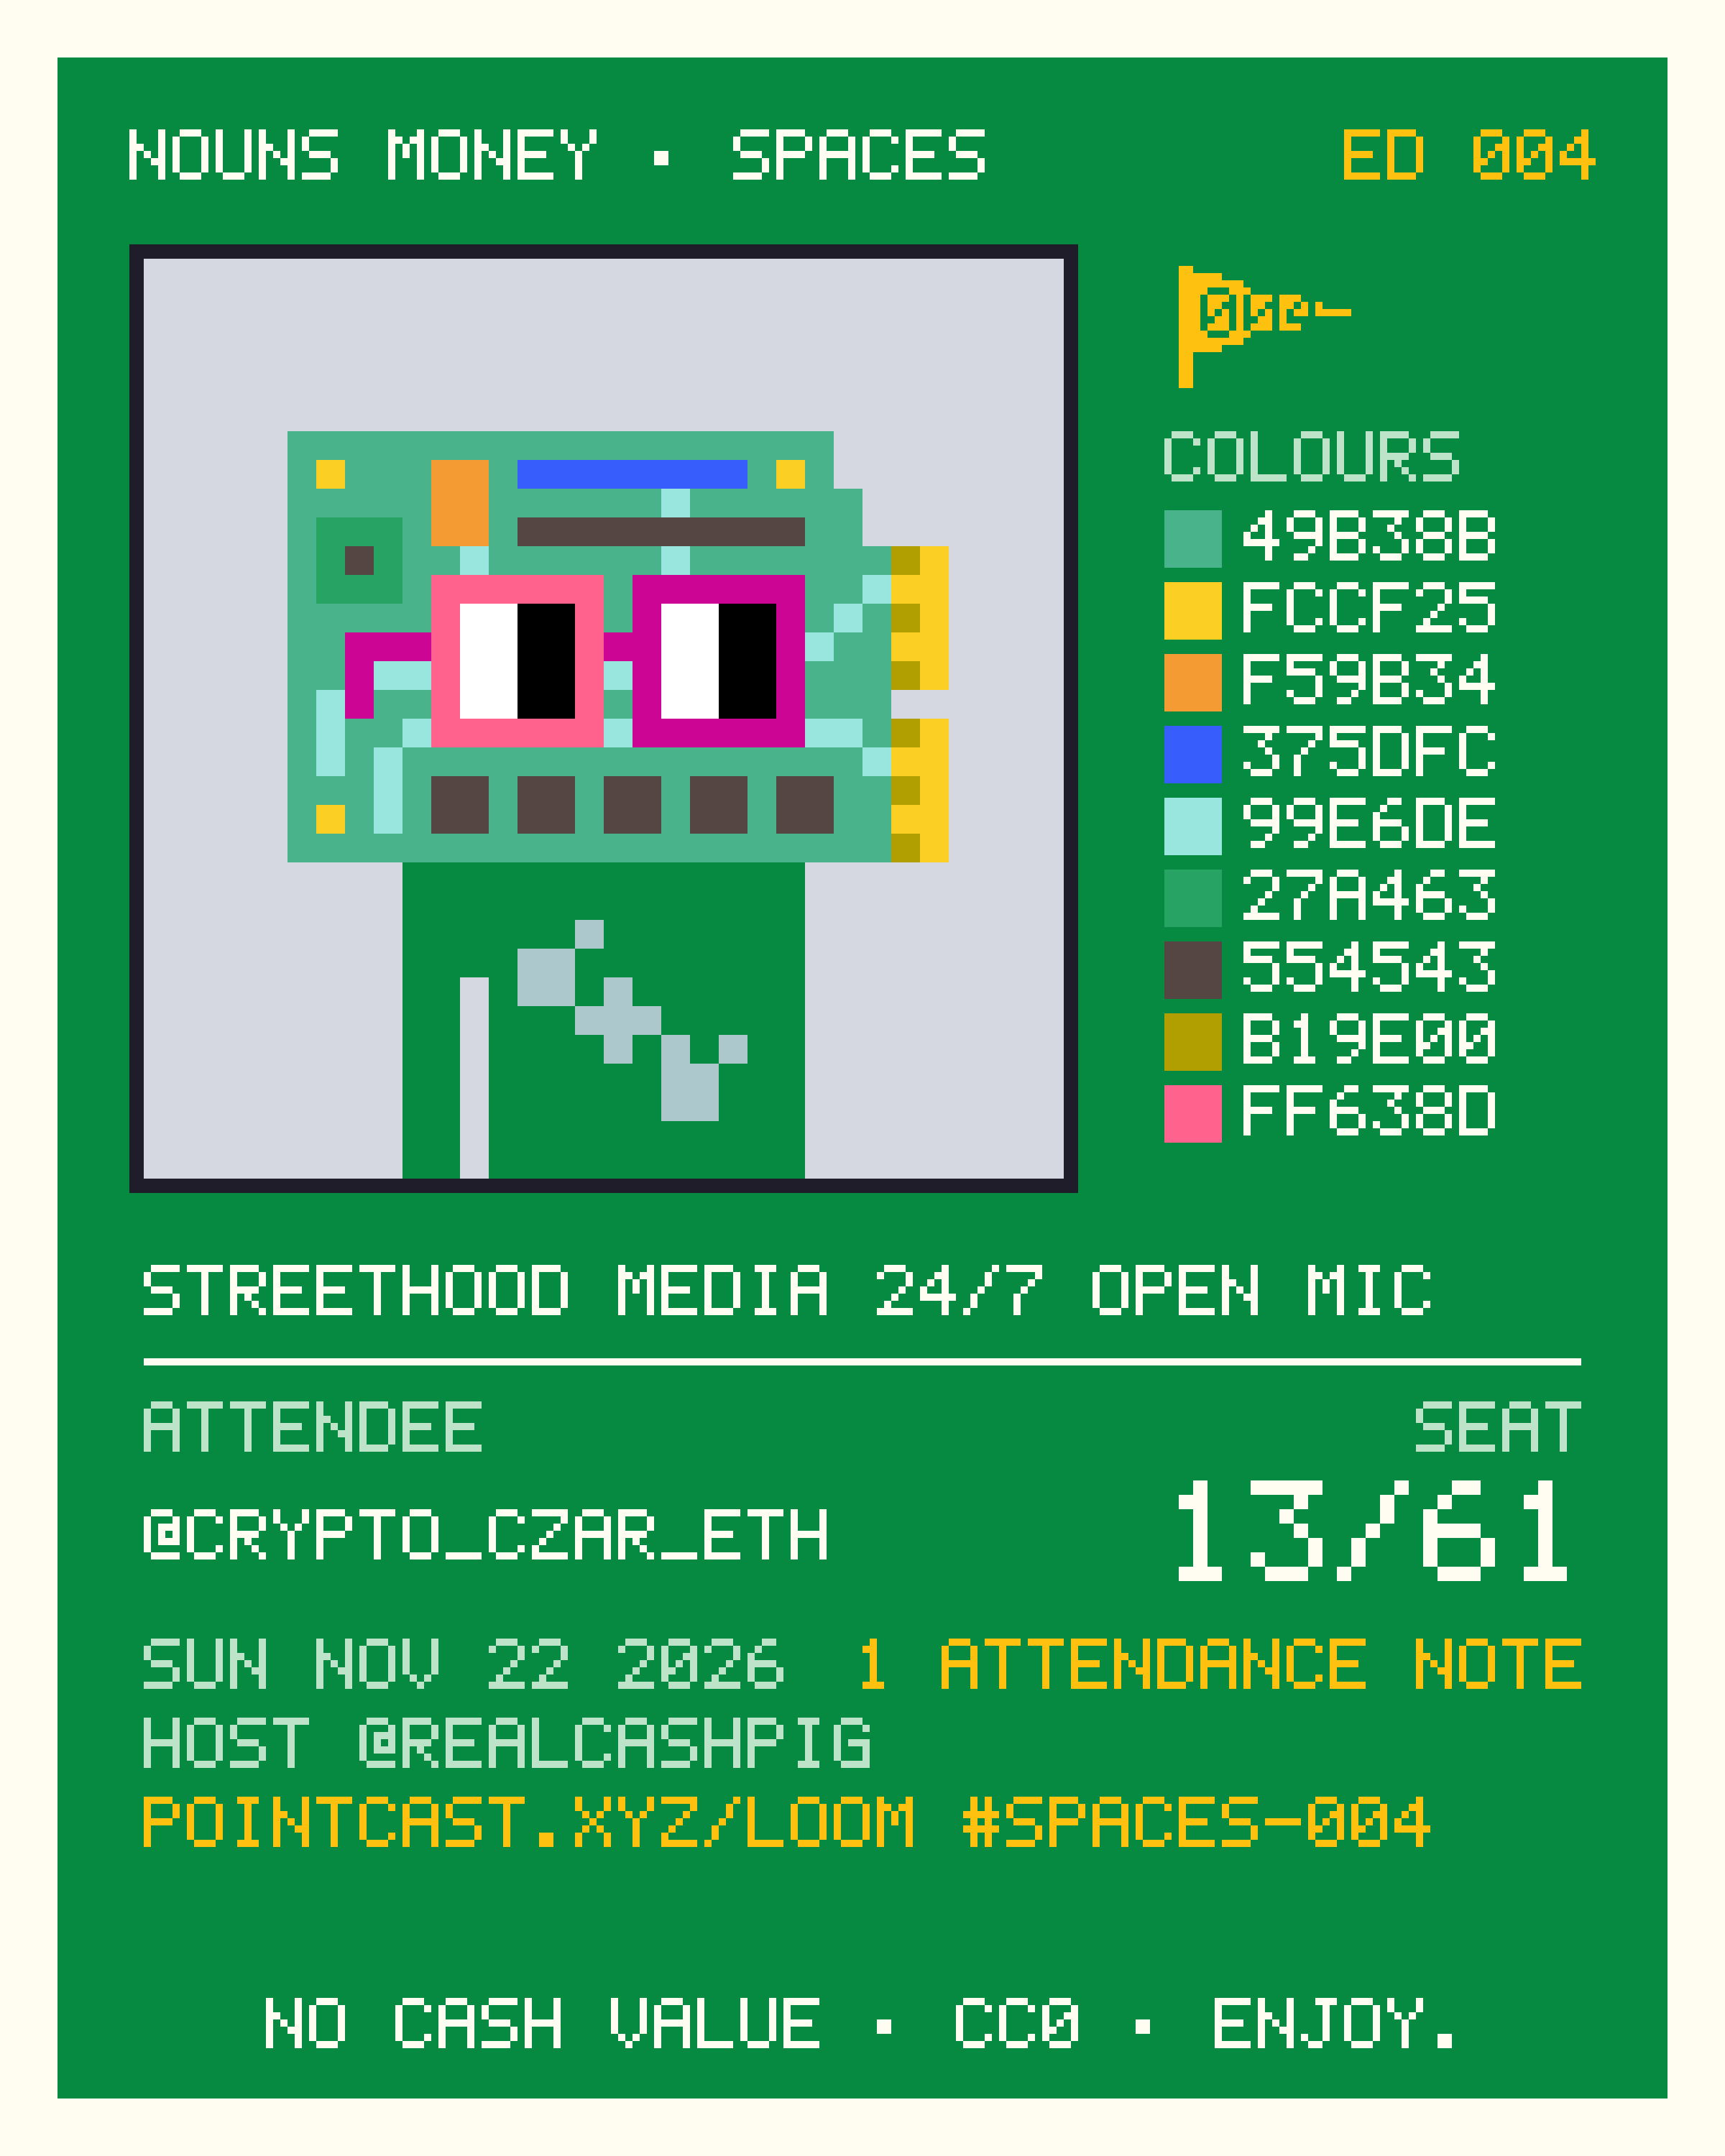 NOUNS MONEY · SPACES
ED 004
COLOURS
49B38B
FCCF25
F59B34
375DFC
99E6DE
27A463
554543
B19E00
FF638D
STREETHOOD MEDIA 24/7 OPEN MIC
ATTENDEE
SEAT
@CRYPTO_CZAR_ETH
13/61
SUN NOV 22 2026
1 ATTENDANCE NOTE
HOST @REALCASHPIG
POINTCAST.XYZ/LOOM #SPACES-004
NO CASH VALUE · CC0 · ENJOY.